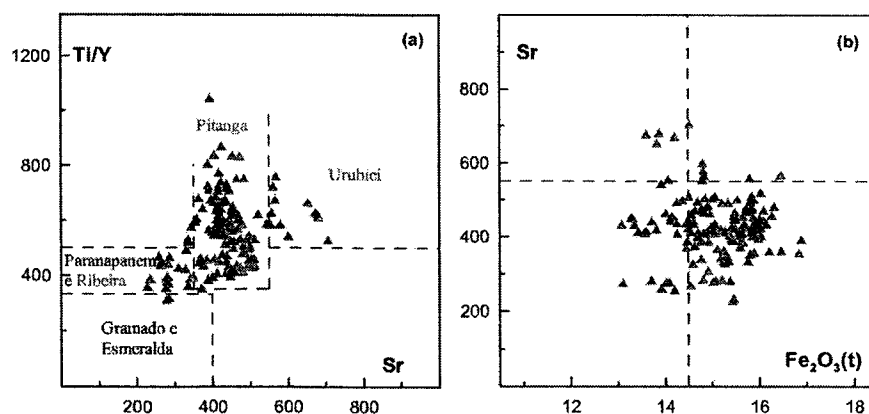 Ti/Y
(a)
1200
800
400
Pitanga
Urubici
Paranapanema
e Ribeira
Gramado e
Esmeralda
Sr
200 400 600 800
Sr
(b)
800
600
400
200
Fe₂O₃(t)
12 14 16 18